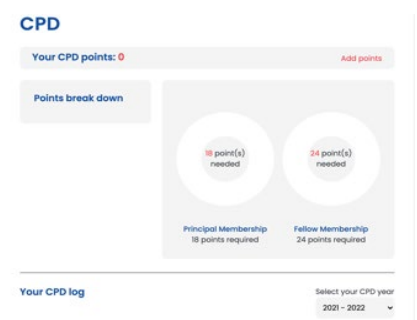 CPD
Your CPD points: 0
Add points
Points break down
18 point(s)
needed
24 point(s)
needed
Principal Membership
18 points required
Fellow Membership
24 points required
Your CPD log
Select your CPD year
2021 - 2022